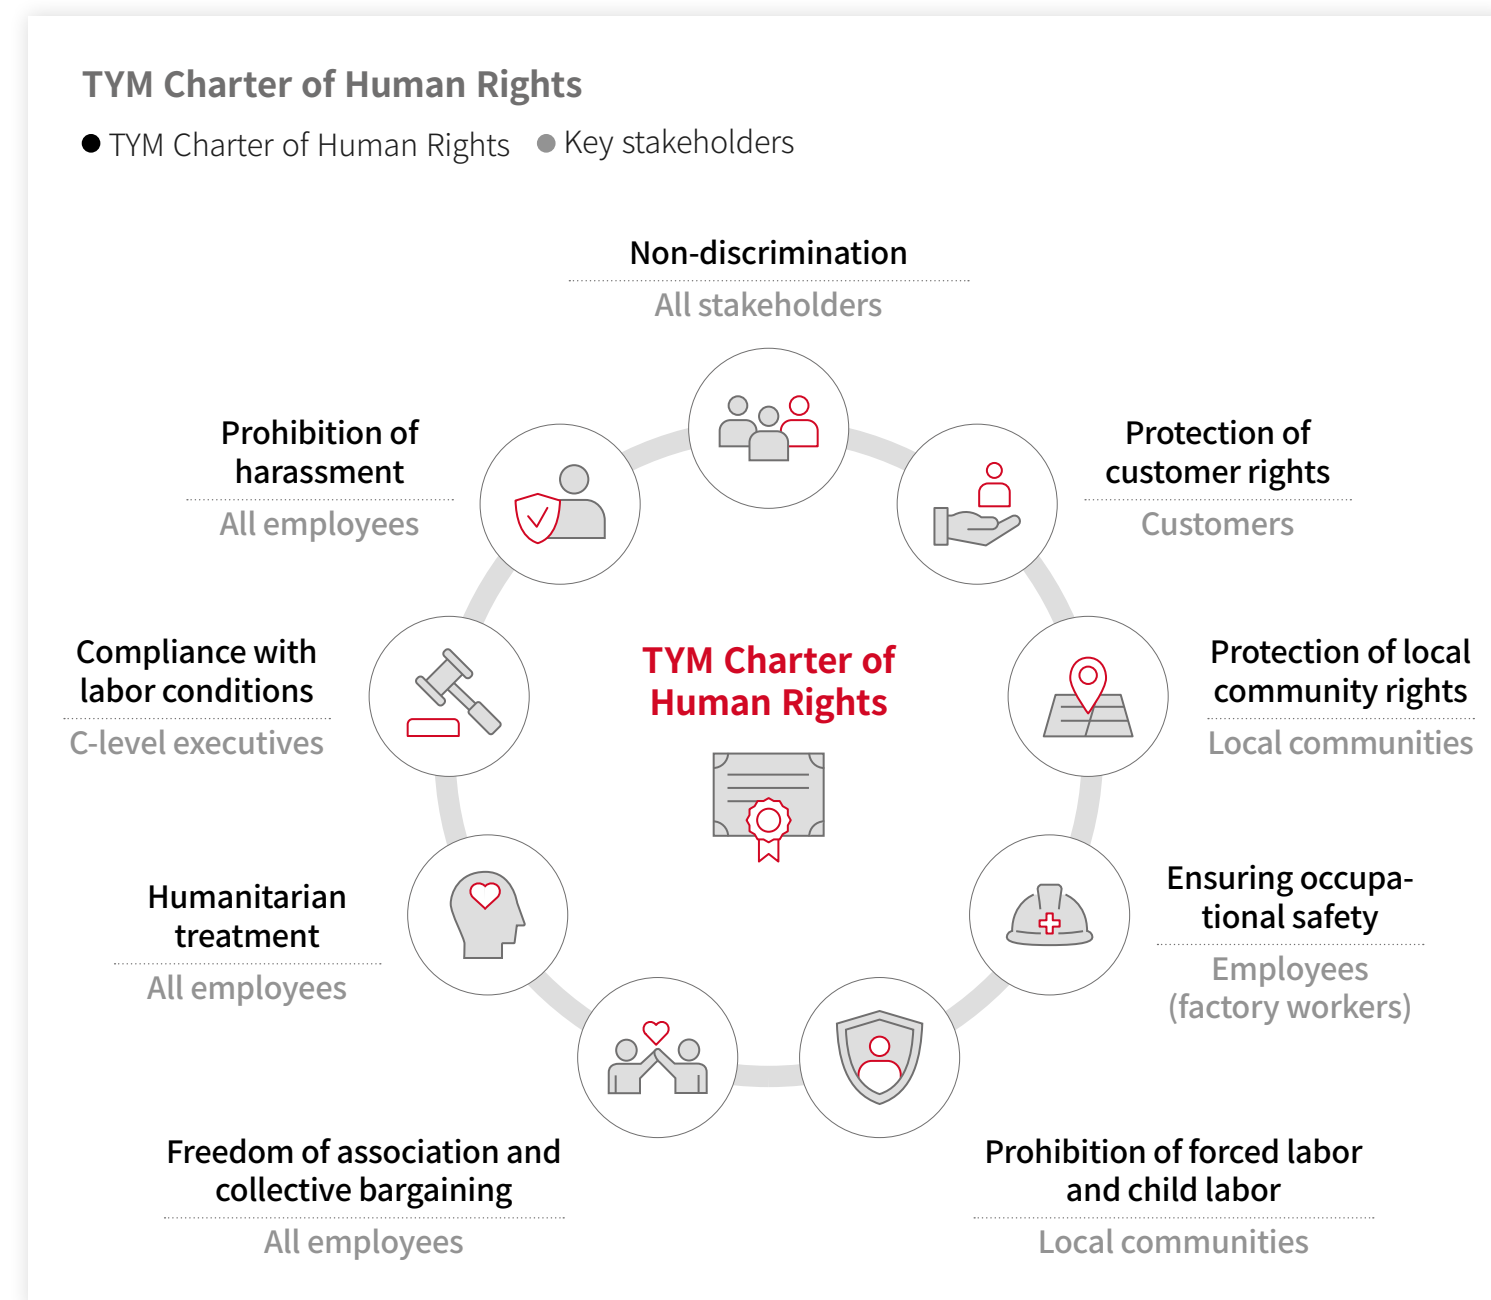 TYM Charter of Human Rights
● TYM Charter of Human Rights ● Key stakeholders
Non-discrimination
All stakeholders
Protection of
customer rights
Customers
Protection of local
community rights
Local communities
Ensuring occupa-
tional safety
Employees
(factory workers)
Prohibition of forced labor
and child labor
Local communities
Freedom of association and
collective bargaining
All employees
Humanitarian
treatment
All employees
Compliance with
labor conditions
C-level executives
Prohibition of
harassment
All employees
TYM Charter of
Human Rights